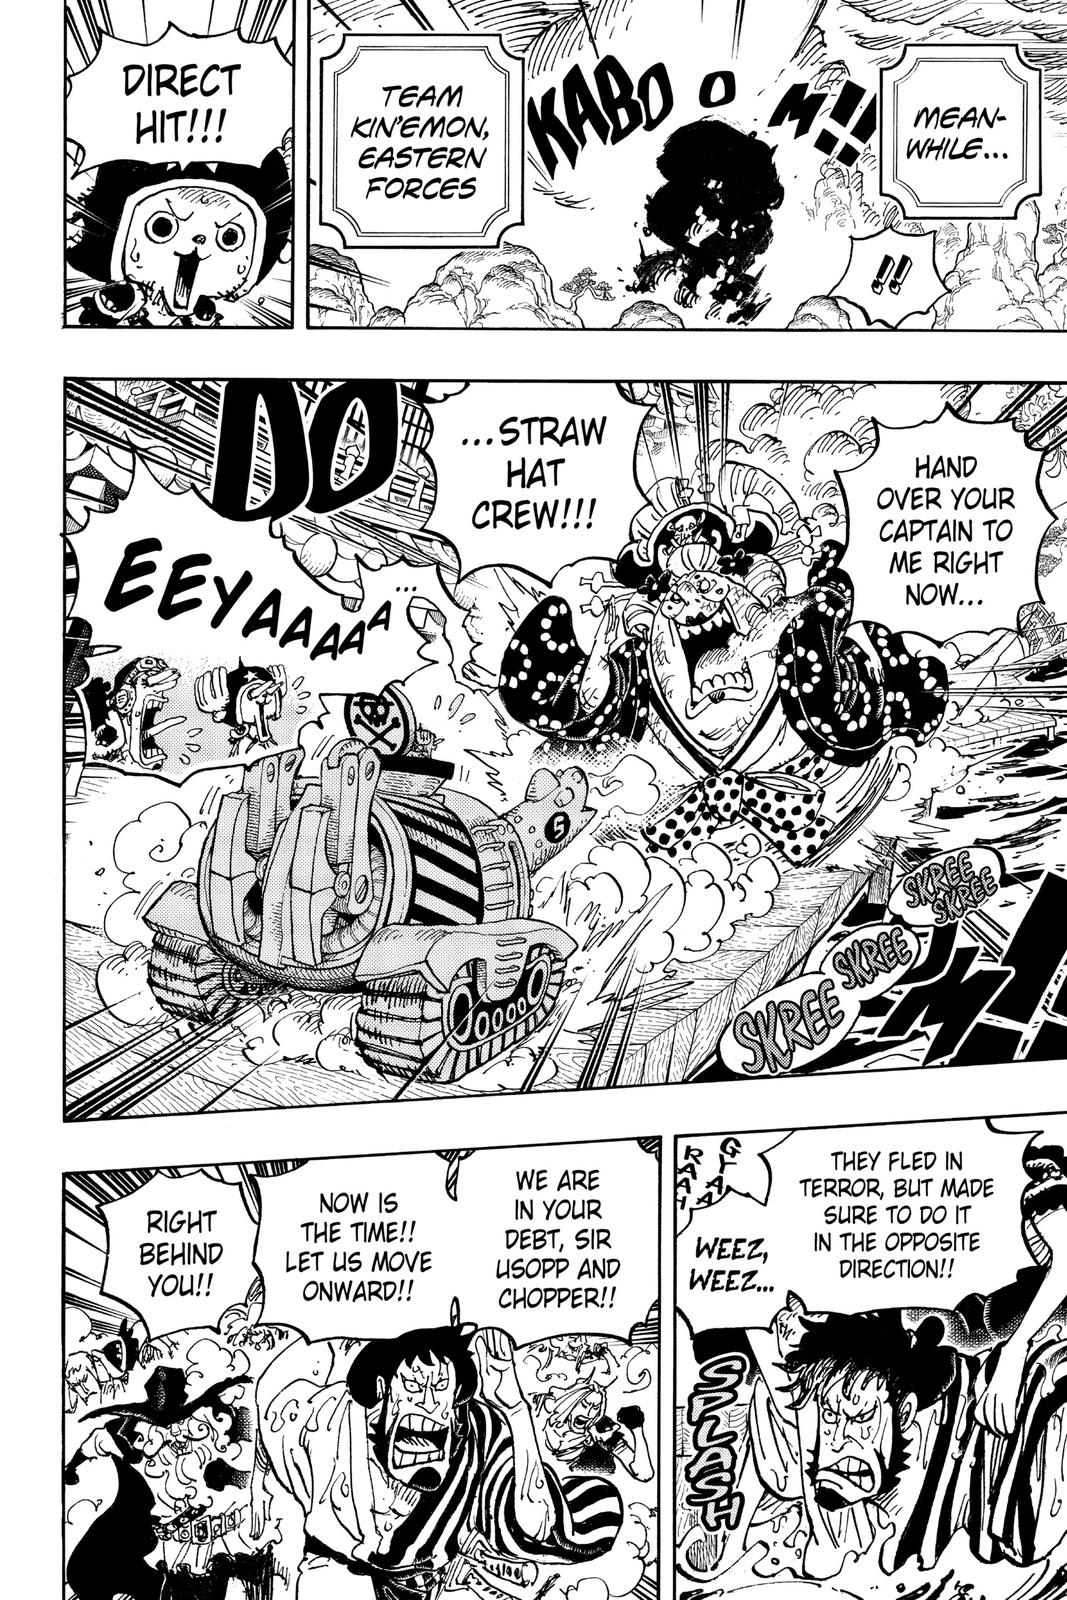 MEAN-
WHILE...
KABOOM!!
!!
TEAM
KIN'EMON,
EASTERN
FORCES
DIRECT
HIT!!!
HAND
OVER YOUR
CAPTAIN TO
ME RIGHT
NOW...
...STRAW
HAT
CREW!!!
DO
M!!
...
EEYAAAAA
5
SKREE
SKREE
SKREE
SKREE
THEY FLED IN
TERROR, BUT MADE
SURE TO DO IT
IN THE OPPOSITE
DIRECTION!!
GYAA
RAAH
WEEZ,
WEEZ...
SPLASH
WE ARE
IN YOUR
DEBT, SIR
USOPP AND
CHOPPER!!
NOW IS
THE TIME!!
LET US MOVE
ONWARD!!
RIGHT
BEHIND
YOU!!